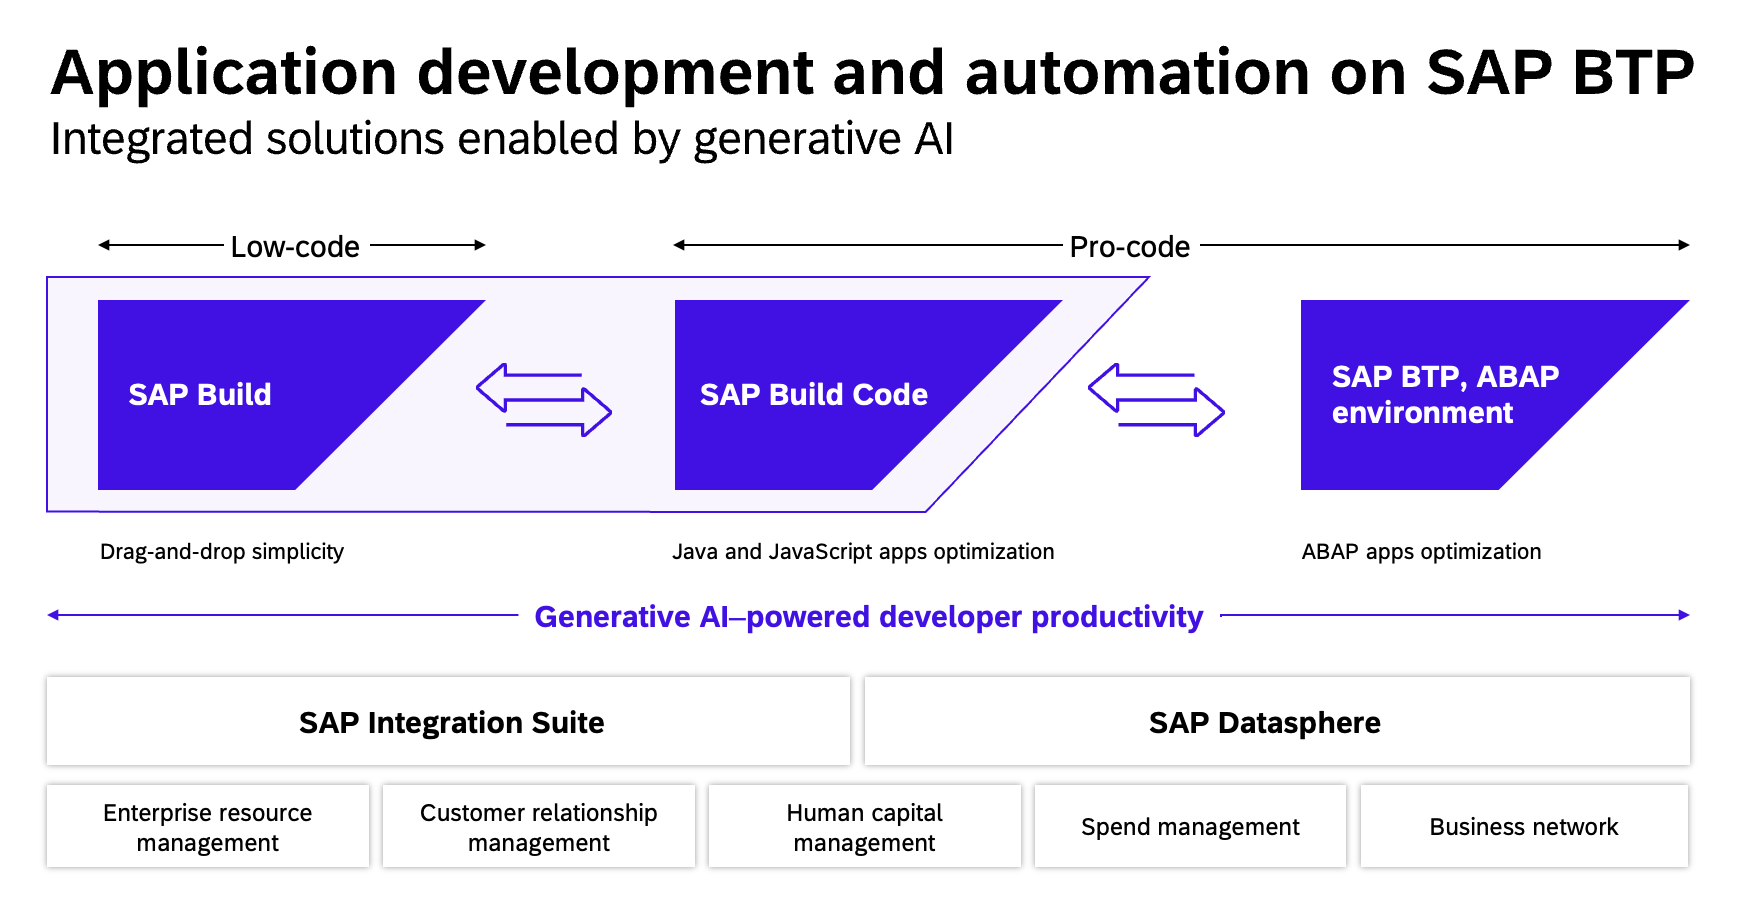 Application development and automation on SAP BTP
Integrated solutions enabled by generative AI
Low-code
Pro-code
SAP Build
SAP Build Code
SAP BTP, ABAP
environment
Drag-and-drop simplicity
Java and JavaScript apps optimization
ABAP apps optimization
Generative AI–powered developer productivity
SAP Integration Suite
SAP Datasphere
Enterprise resource
management
Customer relationship
management
Human capital
management
Spend management
Business network